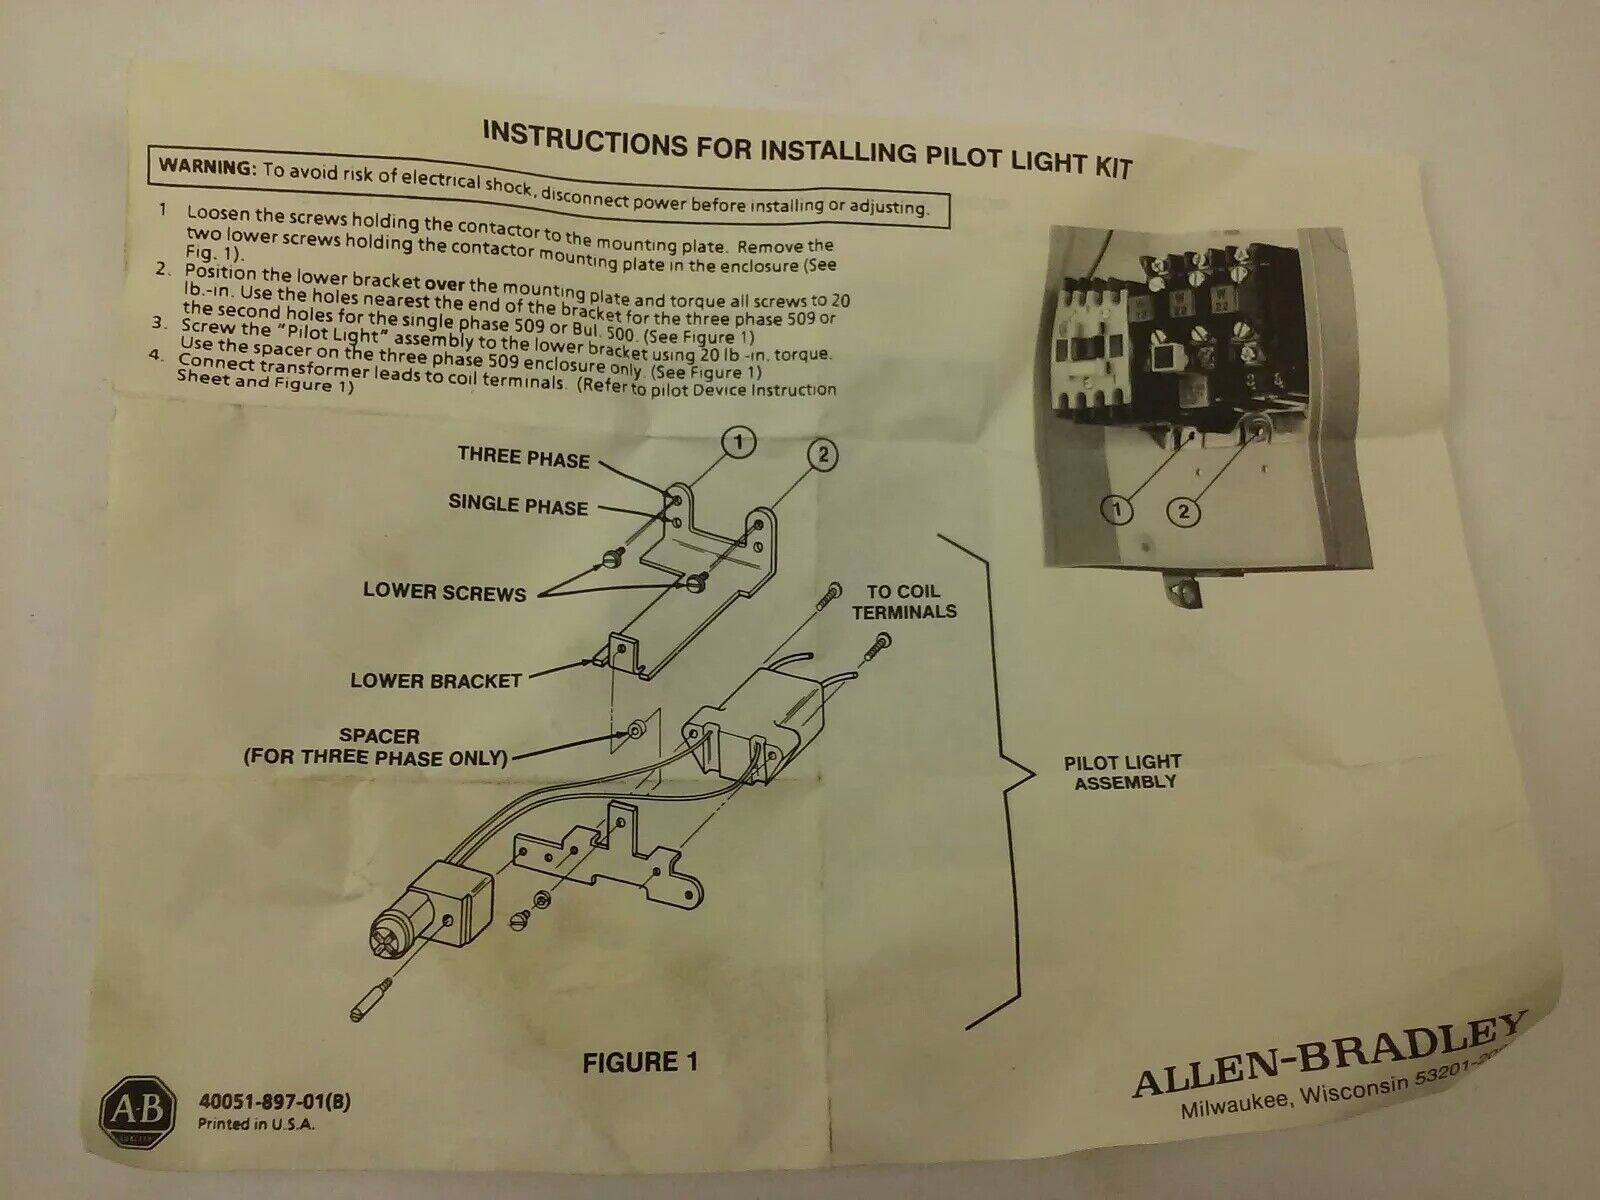 INSTRUCTIONS FOR INSTALLING PILOT LIGHT KIT
WARNING: To avoid risk of electrical shock, disconnect power before installing or adjusting.
1 Loosen the screws holding the contactor to the mounting plate. Remove the
two lower screws holding the contactor mounting plate in the enclosure (See
Fig. 1).
2. Position the lower bracket over the mounting plate and torque all screws to 20
lb.-in. Use the holes nearest the end of the bracket for the three phase 509 or
the second holes for the single phase 509 or Bul. 500. (See Figure 1)
3. Screw the "Pilot Light" assembly to the lower bracket using 20 lb -in. torque.
Use the spacer on the three phase 509 enclosure only. (See Figure 1)
4. Connect transformer leads to coil terminals. (Refer to pilot Device Instruction
Sheet and Figure 1)
THREE PHASE
1
2
SINGLE PHASE
LOWER SCREWS
TO COIL
TERMINALS
LOWER BRACKET
SPACER
(FOR THREE PHASE ONLY)
PILOT LIGHT
ASSEMBLY
W
22
W
22
W
22
3 4
1
2
FIGURE 1
A-B
QUALITY
40051-897-01(B)
Printed in U.S.A.
ALLEN-BRADLEY
Milwaukee, Wisconsin